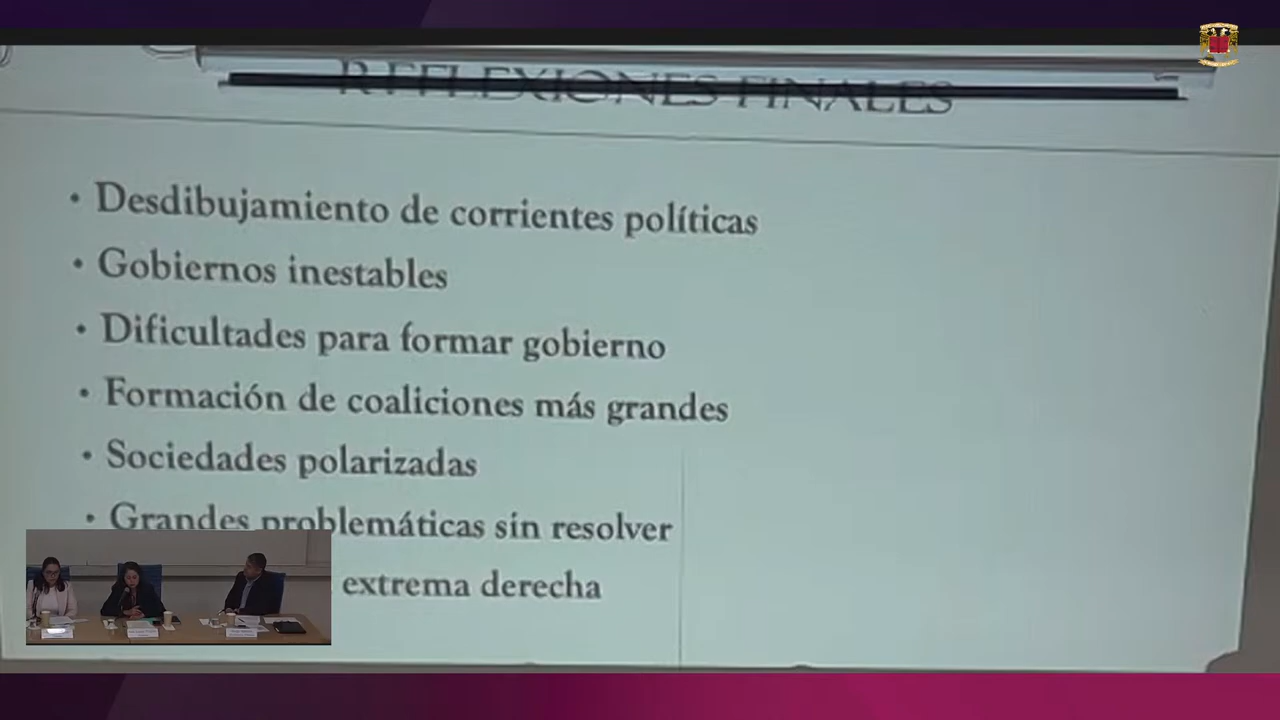 REFLEXIONES FINALES
• Desdibujamiento de corrientes políticas
• Gobiernos inestables
• Dificultades para formar gobierno
• Formación de coaliciones más grandes
• Sociedades polarizadas
• Grandes problemáticas sin resolver
extrema derecha